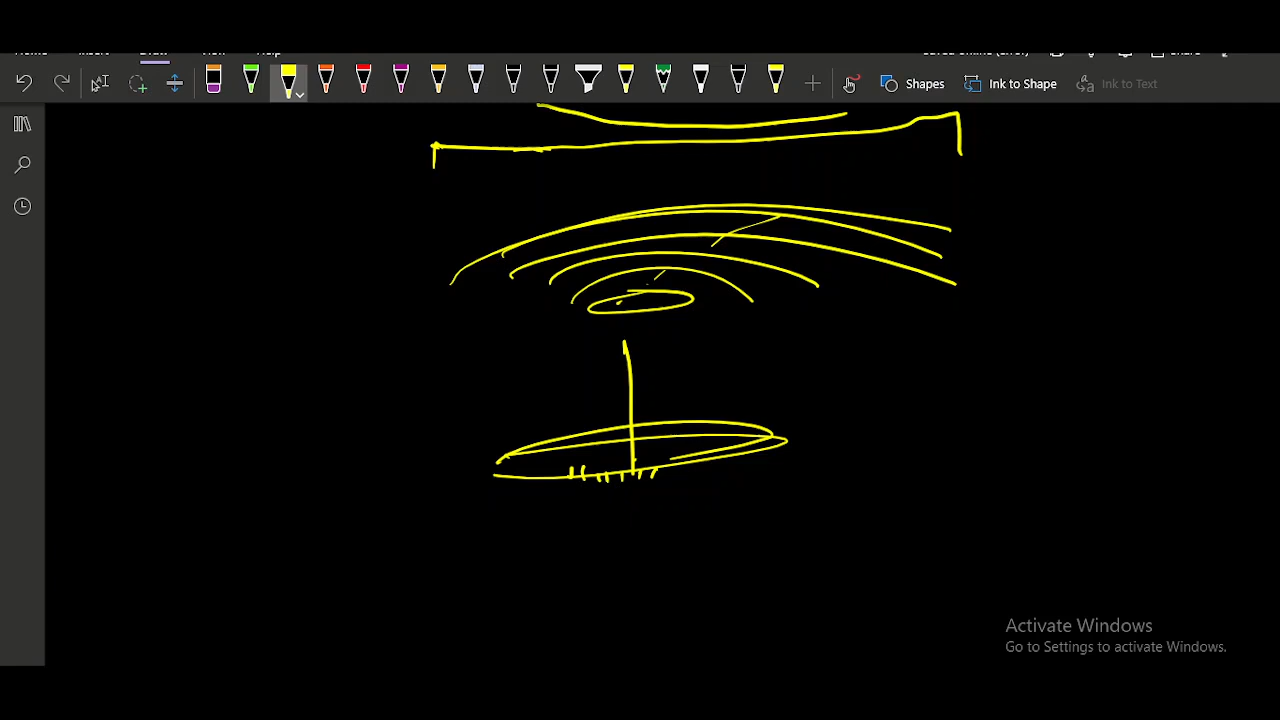 Shapes
Ink to Shape
Ink to Text
Activate Windows
Go to Settings to activate Windows.